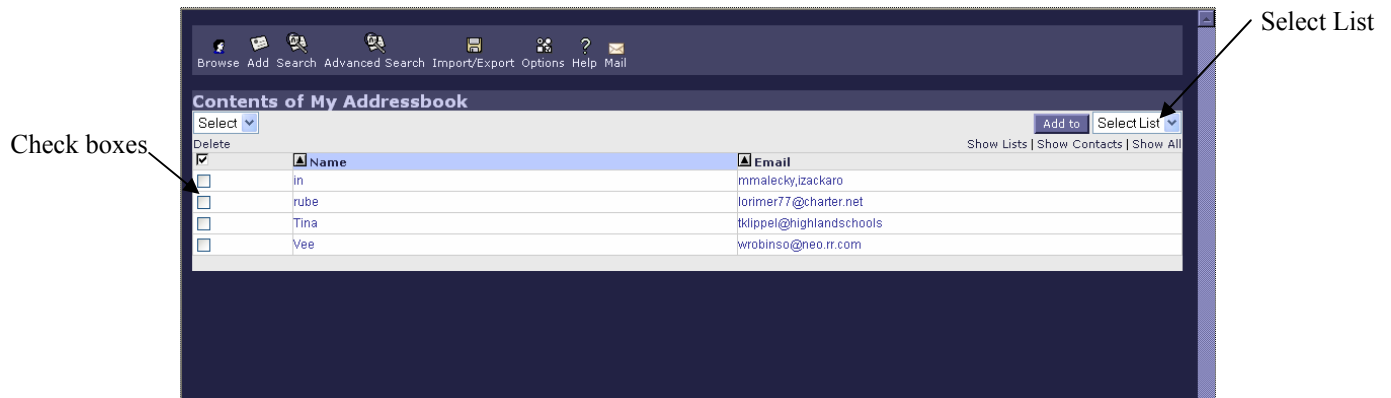 Select List
Browse Add Search Advanced Search Import/Export Options Help Mail
Contents of My Addressbook
Select Add to Select List
Check boxes
Delete Show Lists | Show Contacts | Show All
Name Email
in mmalecky,izackaro
rube lorimer77@charter.net
Tina tklippel@highlandschools
Vee wrobinso@neo.rr.com